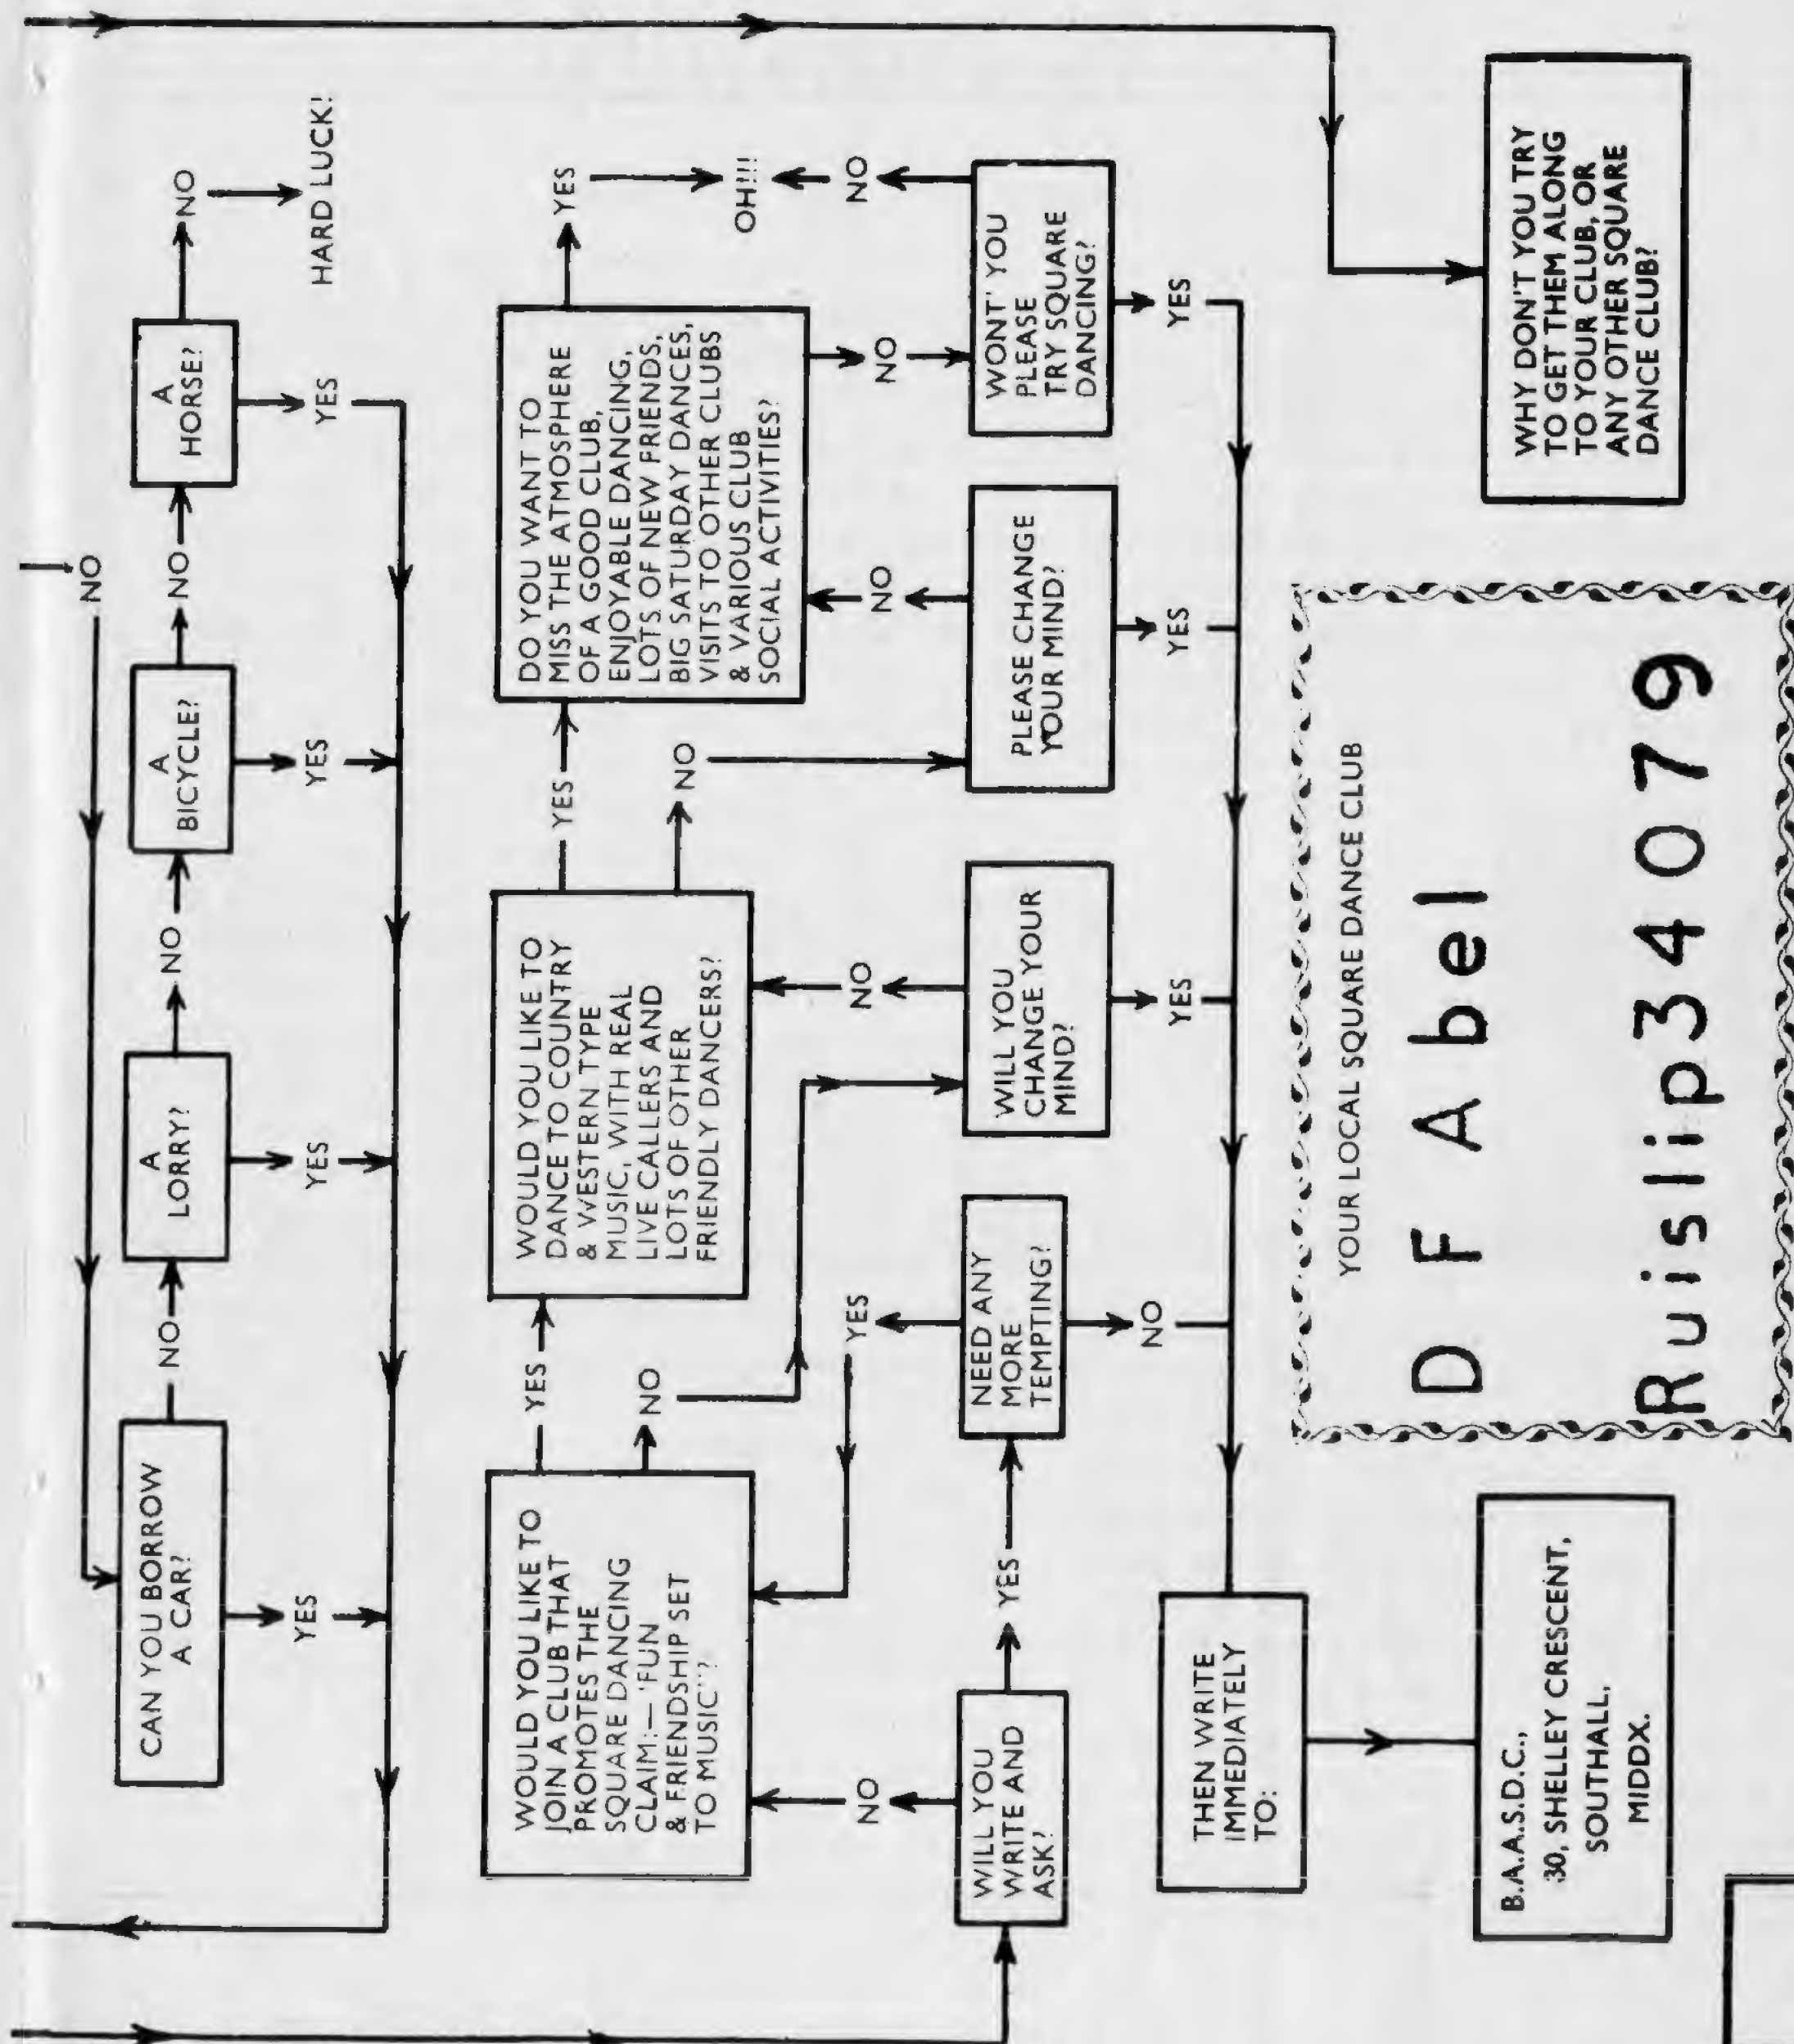 NO
CAN YOU BORROW
A CAR?
NO
A
LORRY?
NO
A
BICYCLE?
NO
A
HORSE?
NO
HARD LUCK!
YES
YES
YES
YES
WOULD YOU LIKE TO
JOIN A CLUB THAT
PROMOTES THE
SQUARE DANCING
CLAIM:— 'FUN
& FRIENDSHIP SET
TO MUSIC''?
YES
NO
WOULD YOU LIKE TO
DANCE TO COUNTRY
& WESTERN TYPE
MUSIC, WITH REAL
LIVE CALLERS AND
LOTS OF OTHER
FRIENDLY DANCERS?
YES
NO
DO YOU WANT TO
MISS THE ATMOSPHERE
OF A GOOD CLUB,
ENJOYABLE DANCING,
LOTS OF NEW FRIENDS,
BIG SATURDAY DANCES,
VISITS TO OTHER CLUBS
& VARIOUS CLUB
SOCIAL ACTIVITIES?
YES
OH!!!
NO
NO
YES
NO
NO
NO
WILL YOU
WRITE AND
ASK?
YES
NEED ANY
MORE
TEMPTING?
WILL YOU
CHANGE YOUR
MIND?
PLEASE CHANGE
YOUR MIND?
WONT' YOU
PLEASE
TRY SQUARE
DANCING?
NO
YES
YES
YES
THEN WRITE
IMMEDIATELY
TO:
B.A.A.S.D.C.,
30, SHELLEY CRESCENT,
SOUTHALL,
MIDDX.
YOUR LOCAL SQUARE DANCE CLUB
D F Abel
Ruislip34079
WHY DON'T YOU TRY
TO GET THEM ALONG
TO YOUR CLUB, OR
ANY OTHER SQUARE
DANCE CLUB?